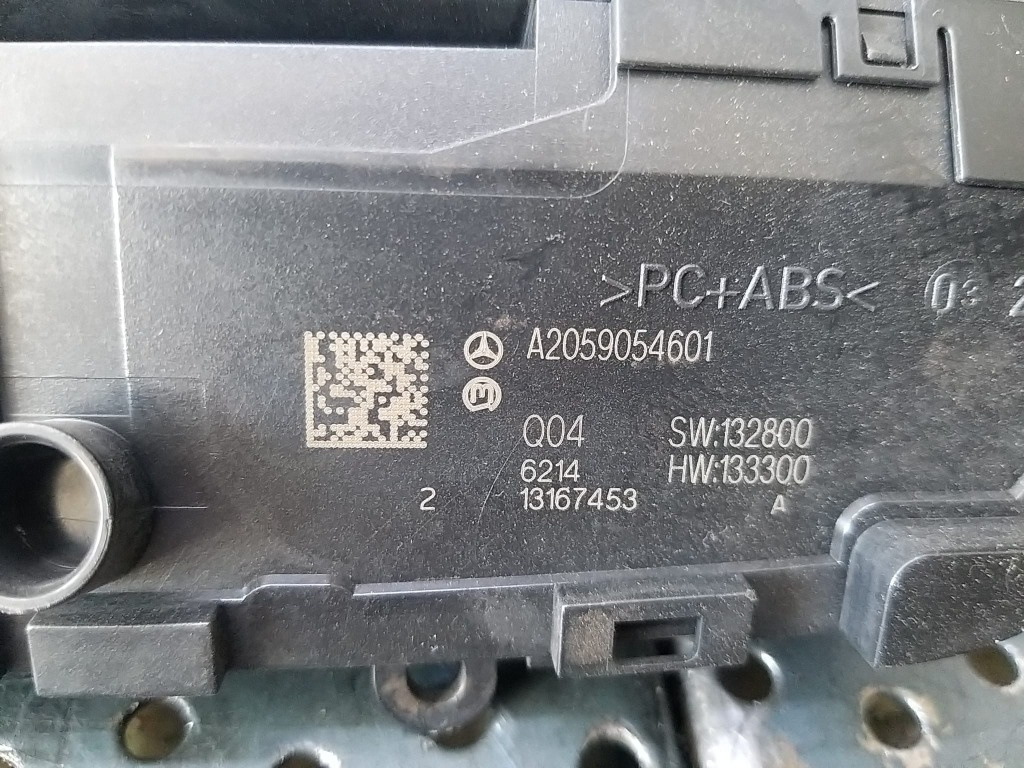 >PC+ABS<
A2059054601
Q04 SW:132800
6214 HW:133300
2 13167453 A